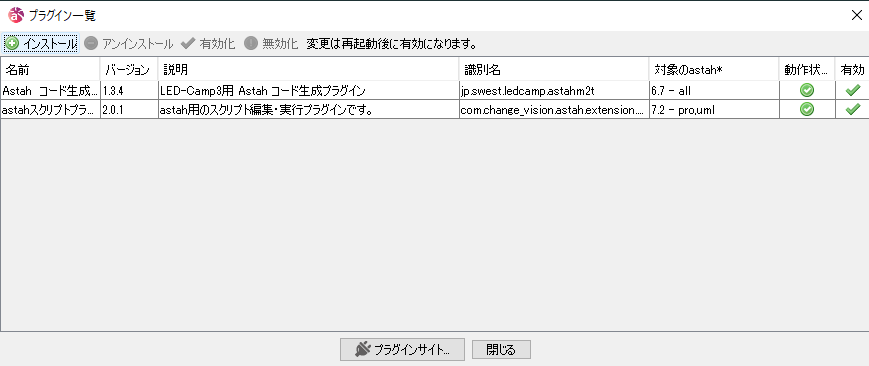 プラグイン一覧
インストール アンインストール 有効化 無効化 変更は再起動後に有効になります。
名前 バージョン 説明 識別名 対象のastah* 動作状... 有効
Astah コード生成... 1.3.4 LED-Camp3用 Astah コード生成プラグイン jp.swest.ledcamp.astahm2t 6.7 - all
astahスクリプトプラ... 2.0.1 astah用のスクリプト編集・実行プラグインです。 com.change_vision.astah.extension.... 7.2 - pro,uml
プラグインサイト... 閉じる